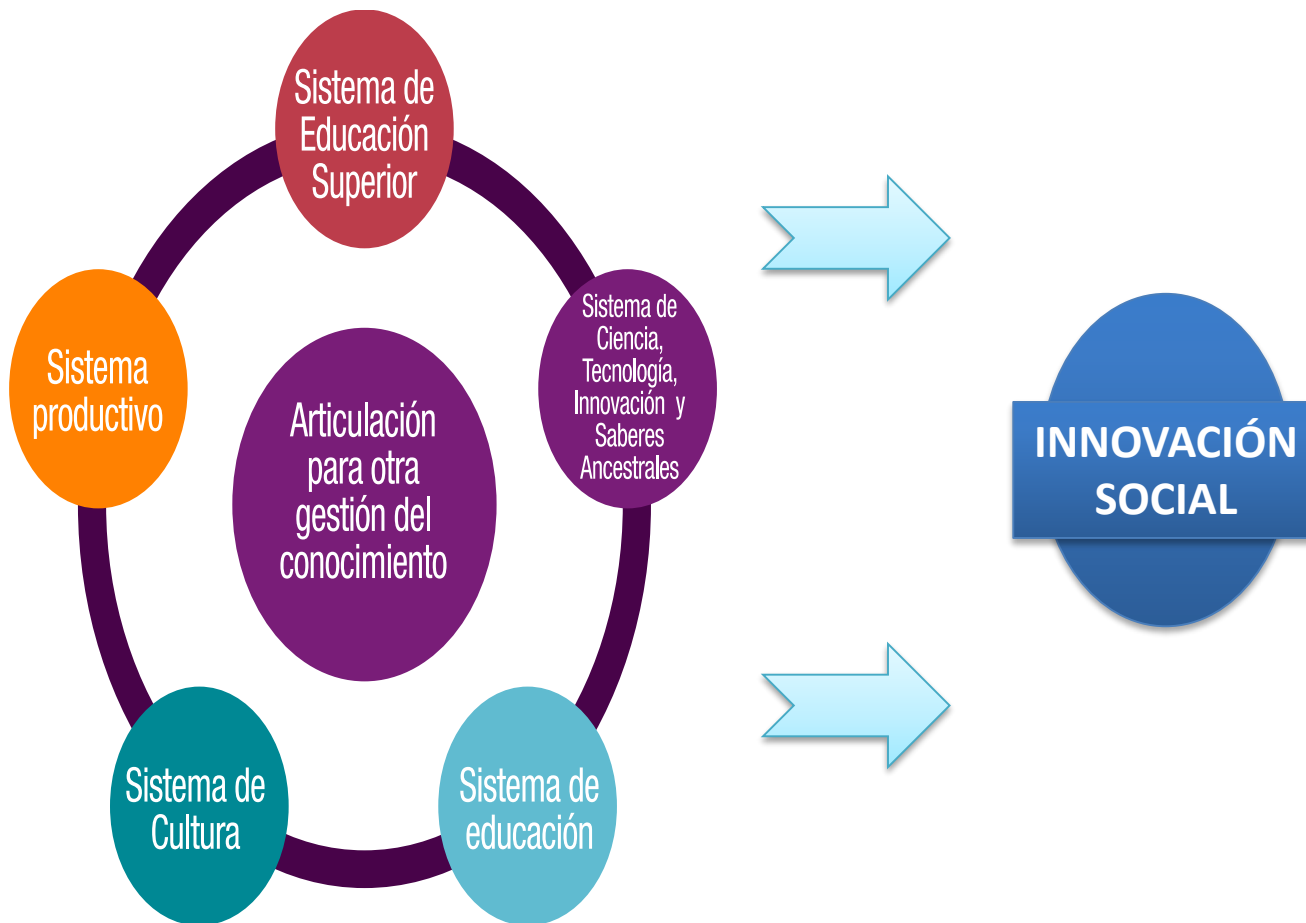 Sistema de
Educación
Superior
Sistema de
Ciencia,
Tecnología,
Innovación y
Saberes
Ancestrales
Sistema
productivo
Articulación
para otra
gestión del
conocimiento
Sistema de
Cultura
Sistema de
educación
INNOVACIÓN
SOCIAL